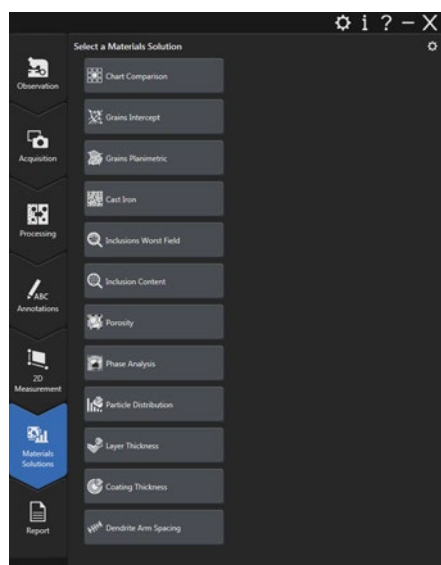 i ? – X
Select a Materials Solution
Observation
Acquisition
Processing
ABC
Annotations
2D
Measurement
Materials
Solutions
Report
Chart Comparison
Grains Intercept
Grains Planimetric
Cast Iron
Inclusions Worst Field
Inclusion Content
Porosity
Phase Analysis
Particle Distribution
Layer Thickness
Coating Thickness
Dendrite Arm Spacing